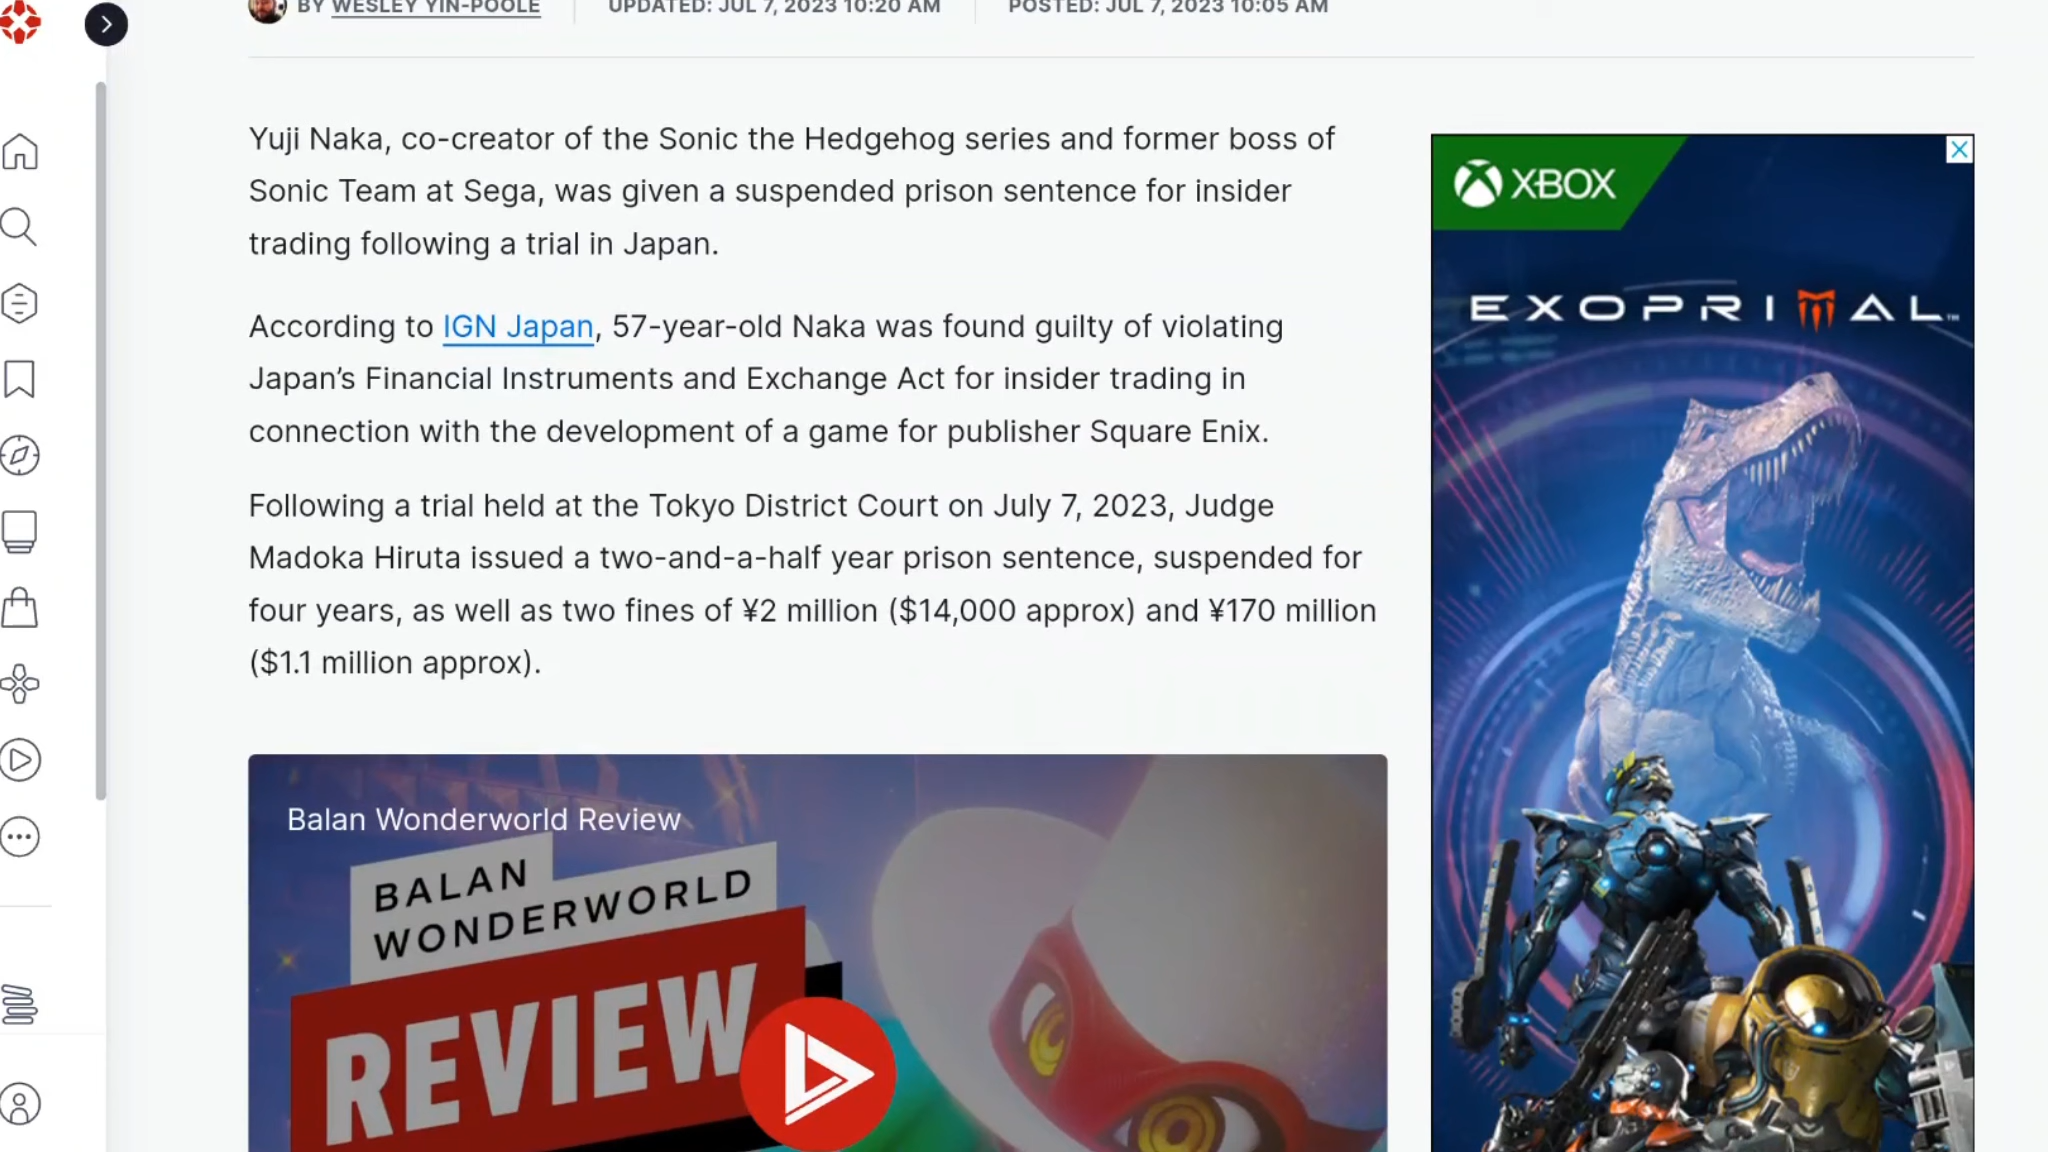 BY WESLEY YIN-POOLE
UPDATED: JUL 7, 2023 10:20 AM
POSTED: JUL 7, 2023 10:05 AM
Yuji Naka, co-creator of the Sonic the Hedgehog series and former boss of
Sonic Team at Sega, was given a suspended prison sentence for insider
trading following a trial in Japan.
According to IGN Japan, 57-year-old Naka was found guilty of violating
Japan’s Financial Instruments and Exchange Act for insider trading in
connection with the development of a game for publisher Square Enix.
Following a trial held at the Tokyo District Court on July 7, 2023, Judge
Madoka Hiruta issued a two-and-a-half year prison sentence, suspended for
four years, as well as two fines of ¥2 million ($14,000 approx) and ¥170 million
($1.1 million approx).
Balan Wonderworld Review
BALAN
WONDERWORLD
REVIEW
XBOX
EXOPRIMAL™